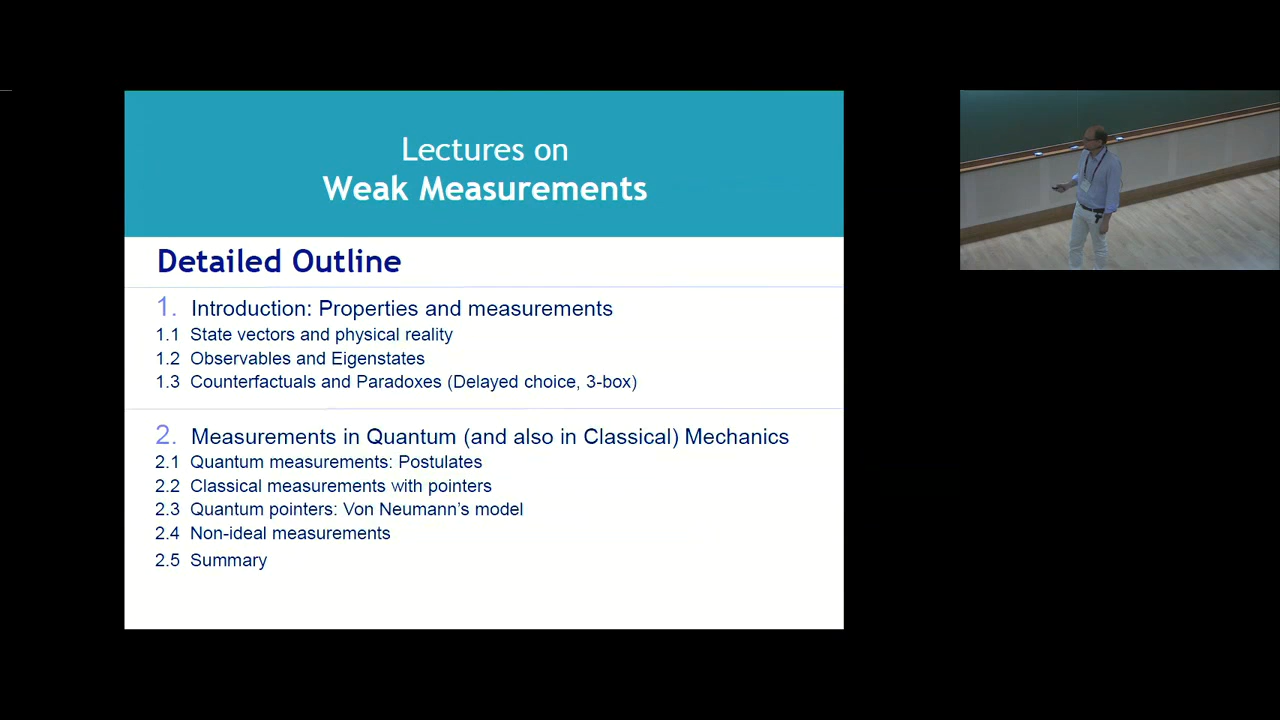 Lectures on
Weak Measurements
Detailed Outline
1. Introduction: Properties and measurements
1.1 State vectors and physical reality
1.2 Observables and Eigenstates
1.3 Counterfactuals and Paradoxes (Delayed choice, 3-box)
2. Measurements in Quantum (and also in Classical) Mechanics
2.1 Quantum measurements: Postulates
2.2 Classical measurements with pointers
2.3 Quantum pointers: Von Neumann’s model
2.4 Non-ideal measurements
2.5 Summary